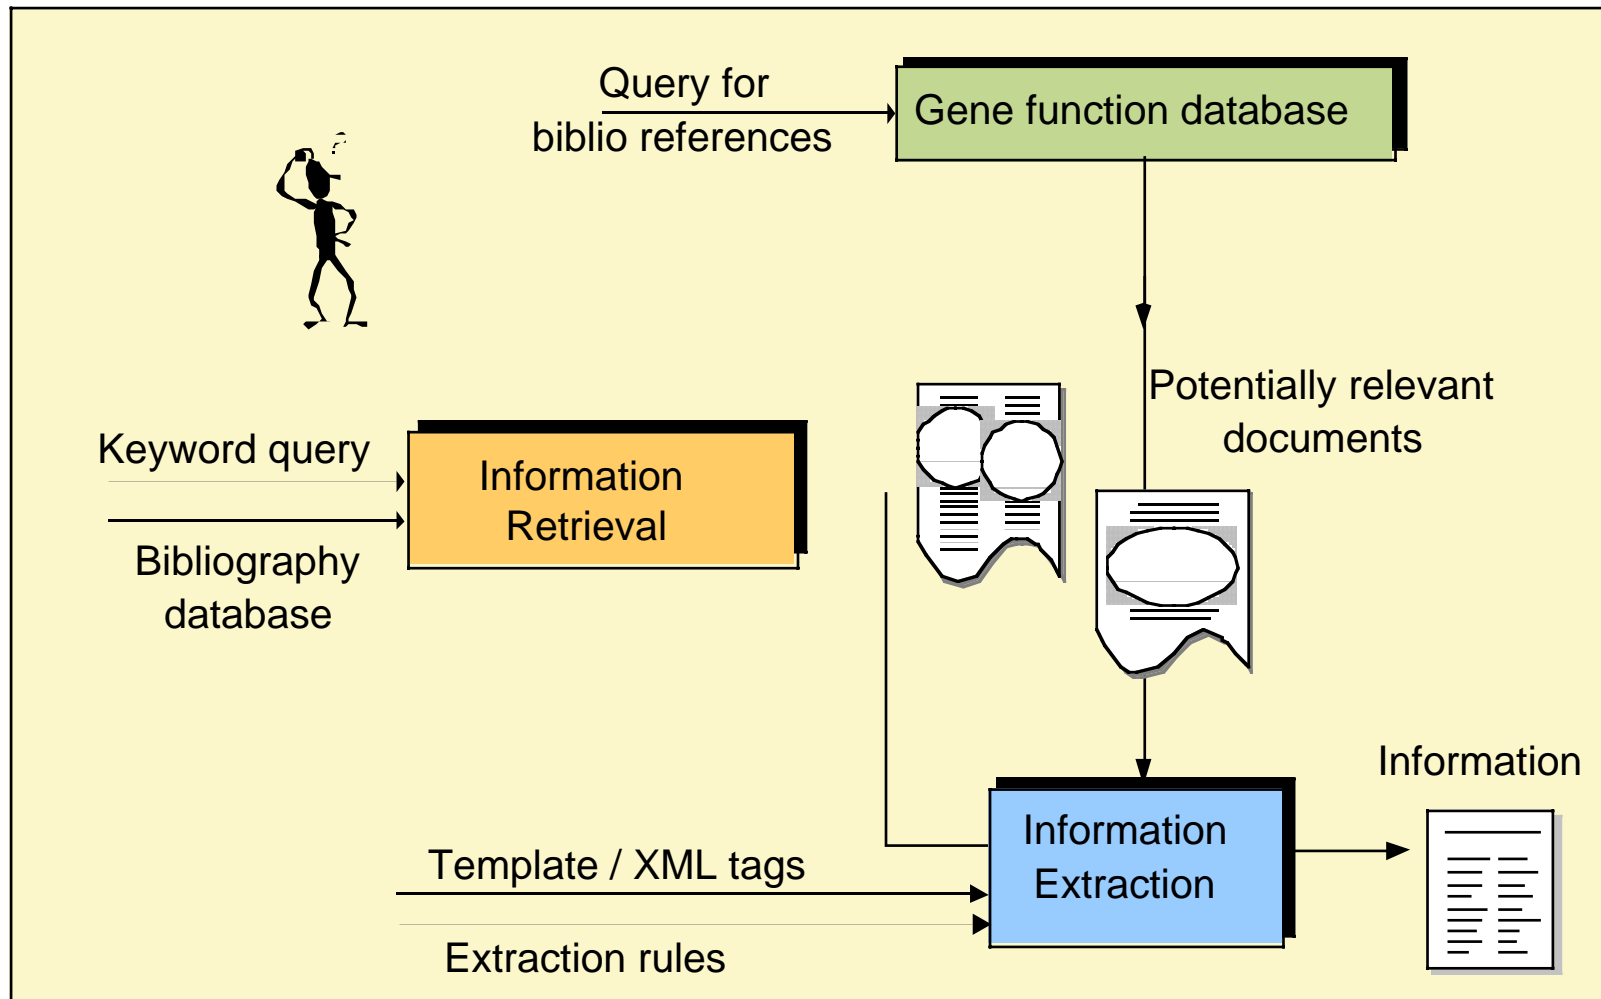 Query for
biblio references
Gene function database
Potentially relevant
documents
Keyword query
Information
Retrieval
Bibliography
database
Information
Template / XML tags
Information
Extraction
Extraction rules